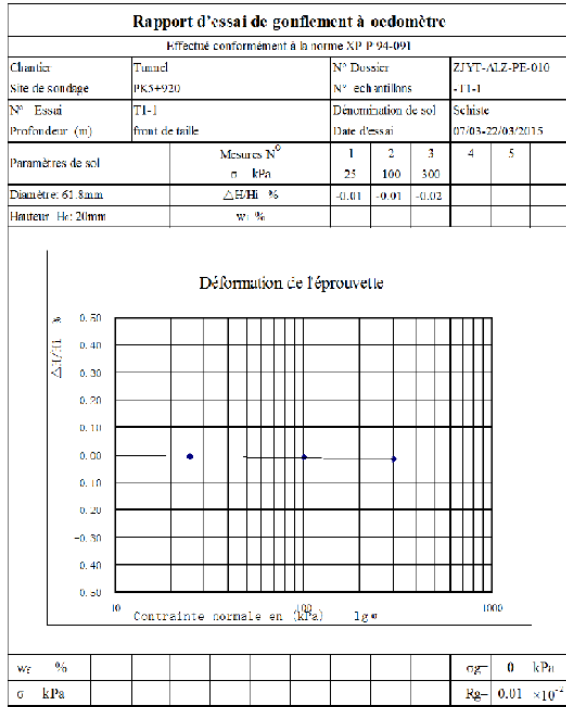 Rapport d'essai de gonflement à oedomètre
Effectué conformément à la norme XP P 94-091
Chantier Tunnel N° Dossier ZJYT-ALZ-PE-010
Site de sondage PK5+920 N° echantillons -T1-1
N° Essai T1-1 Dénomination de sol Schiste
Profondeur (m) front de taille Date d'essai 07/03-22/03/2015
Paramètres de sol Mesures N° 1 2 3 4 5
σ kPa 25 100 300
Diamètre: 61.8mm △H/Hi % -0.01 -0.01 -0.02
Hauteur H₀: 20mm w₁ %
Déformation de l'éprouvette
△H/Hi %
0.50
0.40
0.30
0.20
0.10
0.00
0.10
0.20
-0.30
0.40
0.50
10 100 1000
Contrainte normale en (kPa) lgσ
wf % σg= 0 kPa
σ kPa Rg= 0.01 ×10⁻²